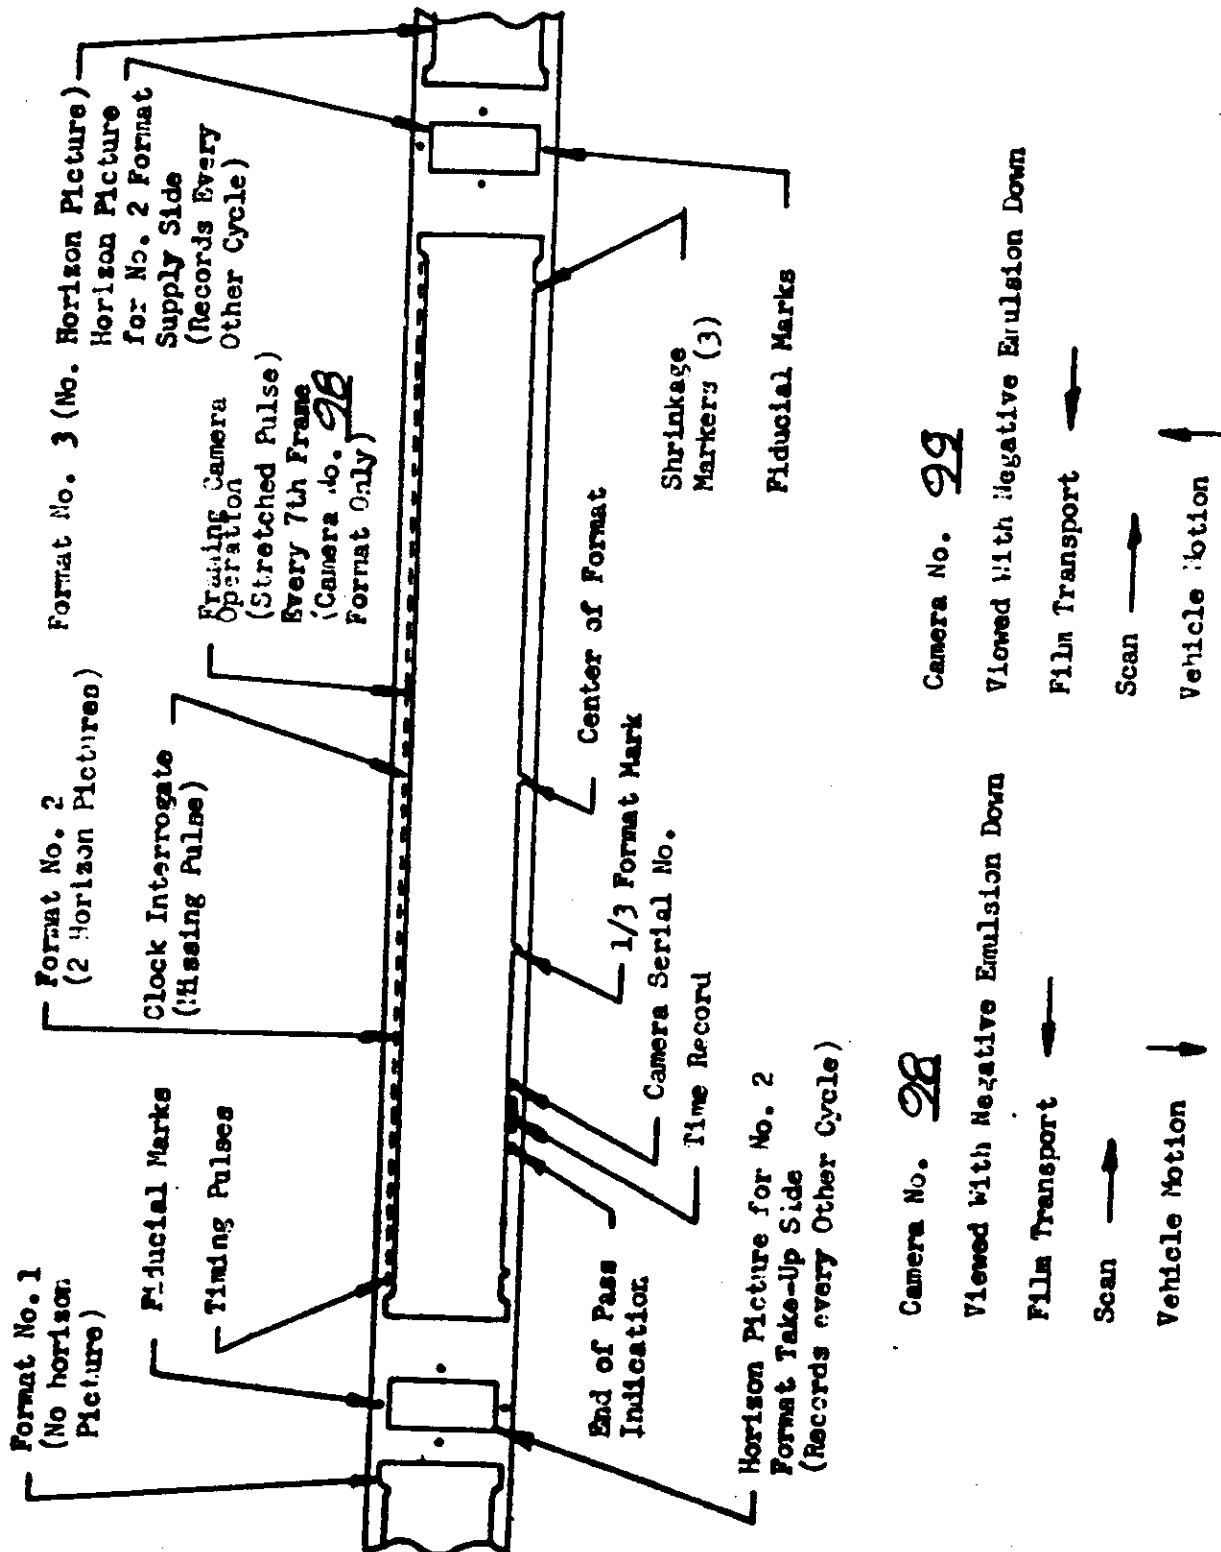 Format No. 1
(No horizon
Picture)
Fiducial Marks
Timing Pulses
Format No. 2
(2 Horizon Pictures)
Clock Interrogate
(Missing Pulse)
Format No. 3 (No. Horizon Picture)
Horizon Picture
for No. 2 Format
Supply Side
(Records Every
Other Cycle)
Framing Camera
Operation
(Stretched Pulse)
Every 7th Frame
(Camera No. 98
Format Only)
End of Pass
Indication
Horizon Picture for No. 2
Format Take-Up Side
(Records every Other Cycle)
Time Record
Camera Serial No.
1/3 Format Mark
Center of Format
Shrinkage
Markers (3)
Fiducial Marks
Camera No. 98
Viewed With Negative Emulsion Down
Film Transport
Scan
Vehicle Motion
Camera No. 99
Viewed With Negative Emulsion Down
Film Transport
Scan
Vehicle Motion